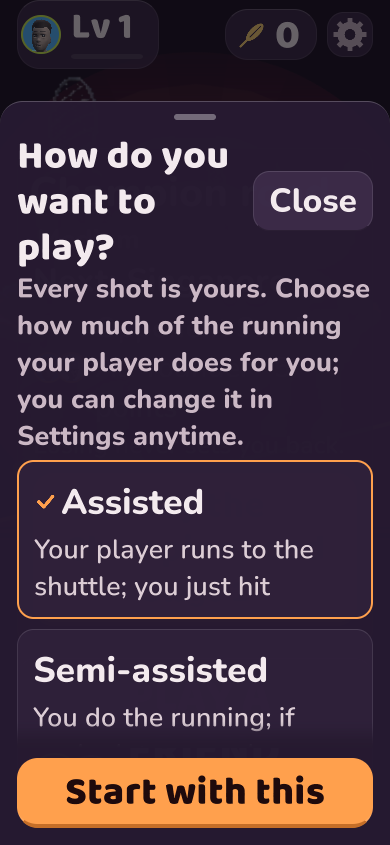 Lv 1
0
How do you
want to
play?
Close
Every shot is yours. Choose
how much of the running
your player does for you;
you can change it in
Settings anytime.
Assisted
Your player runs to the
shuttle; you just hit
Semi-assisted
You do the running; if
Start with this